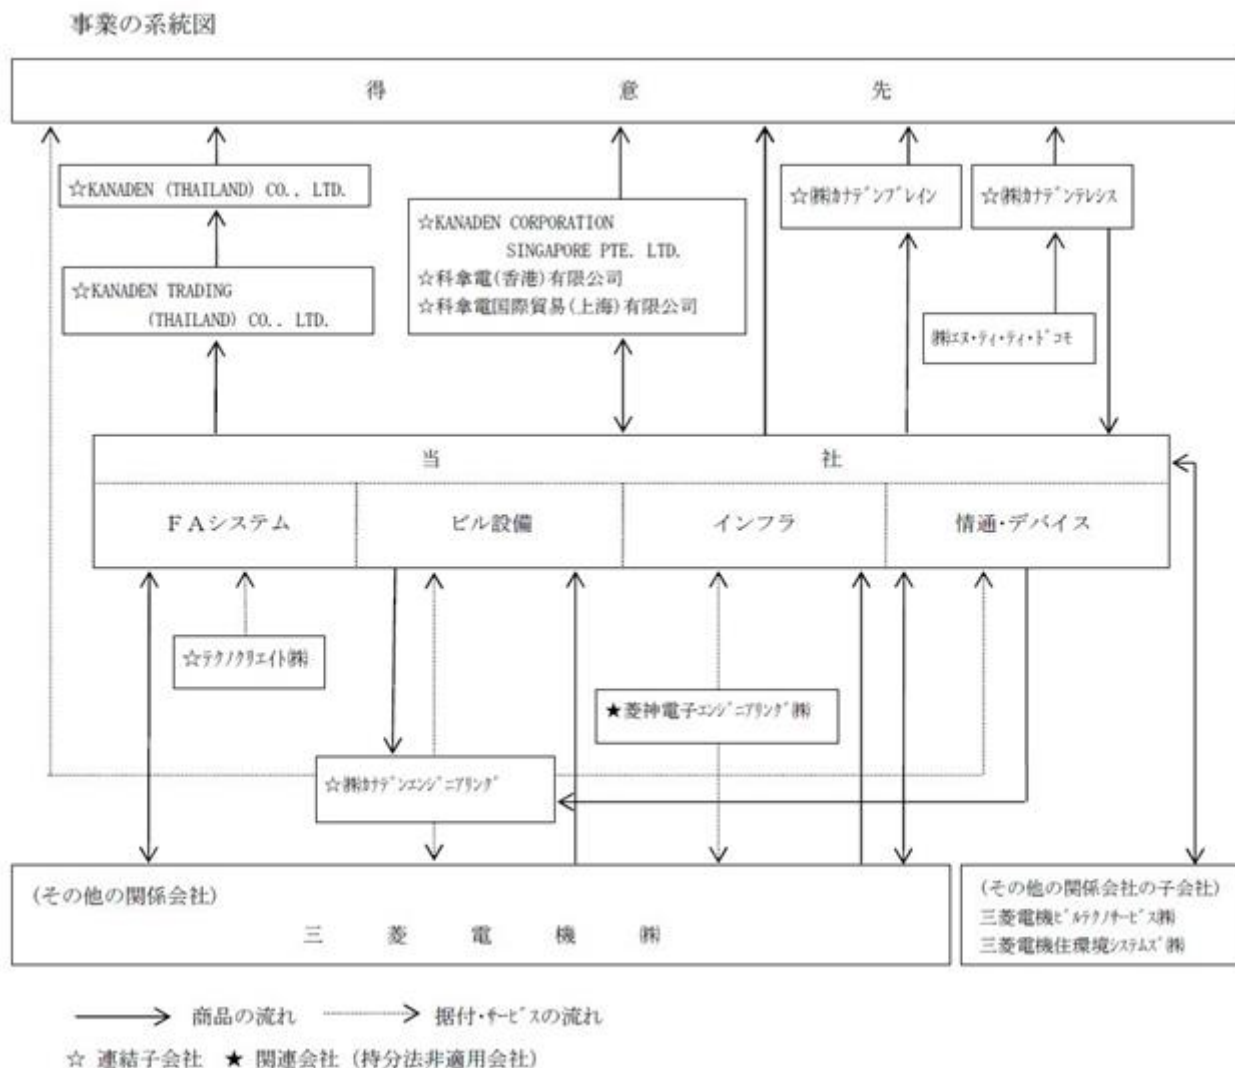 事業の系統図
得意先
☆KANADEN (THAILAND) CO., LTD.
☆KANADEN TRADING
(THAILAND) CO., LTD.
☆KANADEN CORPORATION
SINGAPORE PTE. LTD.
☆科拿電(香港)有限公司
☆科拿電国際貿易(上海)有限公司
☆㈱ｶﾅﾃﾞﾝﾌﾞﾚｲﾝ
☆㈱ｶﾅﾃﾞﾝﾃﾚｼｽ
㈱ｴﾇ･ﾃｨ･ﾃｨ･ﾄﾞｺﾓ
当社
ＦＡシステム
ビル設備
インフラ
情通・デバイス
☆ﾃｸﾉｸﾘｴｲﾄ㈱
★菱神電子ｴﾝｼﾞﾆｱﾘﾝｸﾞ㈱
☆㈱ｶﾅﾃﾞﾝｴﾝｼﾞﾆｱﾘﾝｸﾞ
(その他の関係会社)
三菱電機㈱
(その他の関係会社の子会社)
三菱電機ﾋﾞﾙﾃｸﾉｻｰﾋﾞｽ㈱
三菱電機住環境ｼｽﾃﾑｽﾞ㈱
商品の流れ
据付・ｻｰﾋﾞｽの流れ
☆ 連結子会社 ★ 関連会社 (持分法非適用会社)